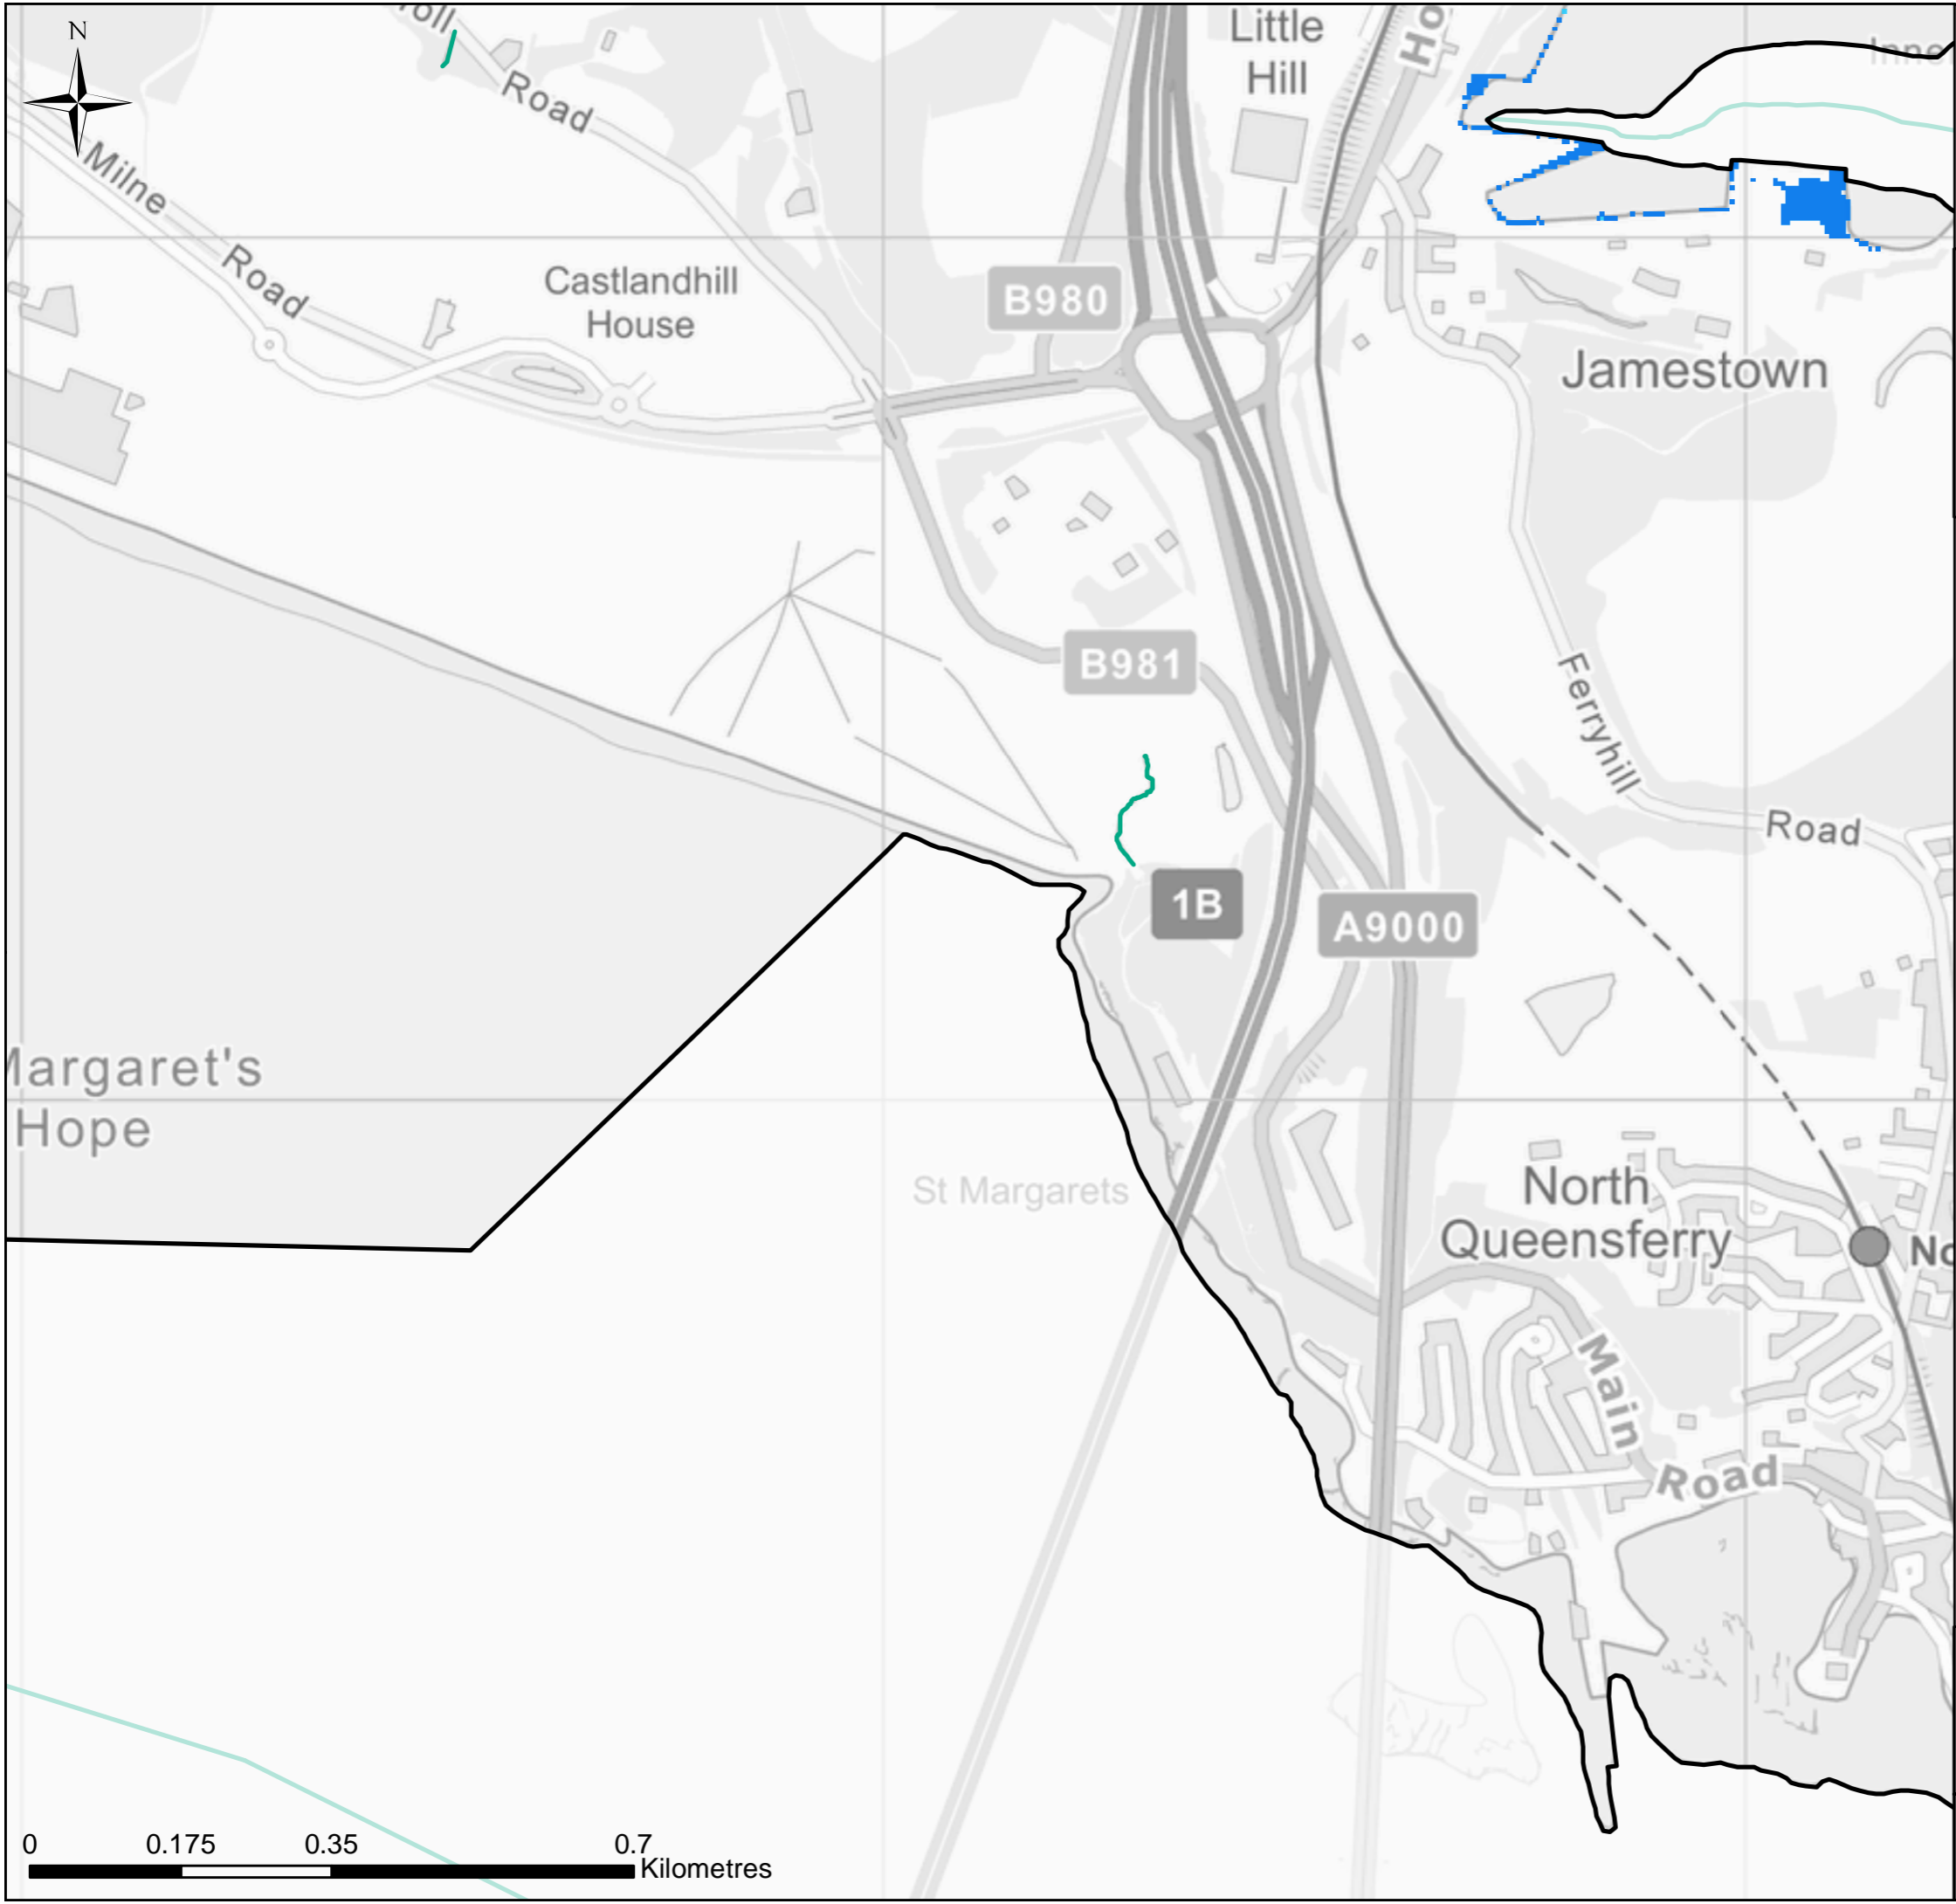 N
Road
Little
Hill
Milne
Road
Castlandhill
House
B980
Jamestown
B981
Ferryhill
Road
1B
A9000
Margaret's
Hope
St Margarets
North
Queensferry
Main
Road
0
0.175
0.35
0.7
Kilometres